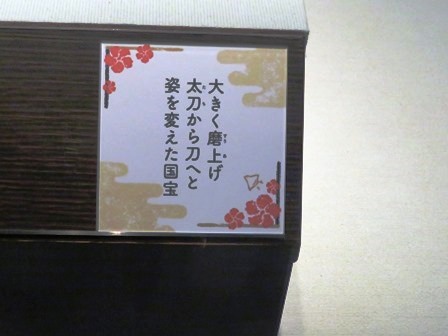 大きく磨上げ
太刀から刀へと
姿を変えた国宝